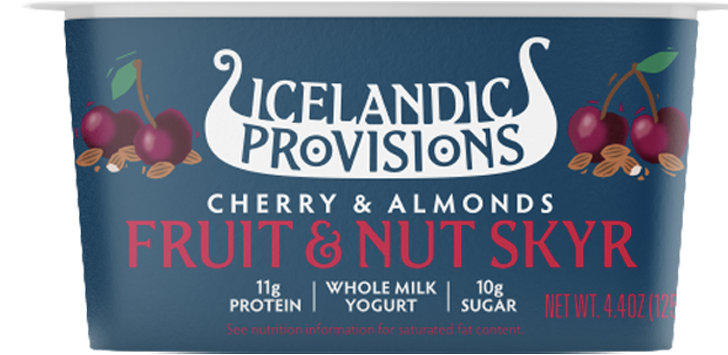 ICELANDIC
PROVISIONS
CHERRY & ALMONDS
FRUIT & NUT SKYR
11g PROTEIN | WHOLE MILK YOGURT | 10g SUGAR
NET WT. 4.4OZ (125
See nutrition information for saturated fat content.